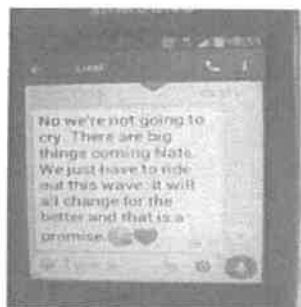 No we're not going to
cry. There are big
things coming Nate.
We just have to ride
out this wave. It will
all change for the
better and that is a
promise.